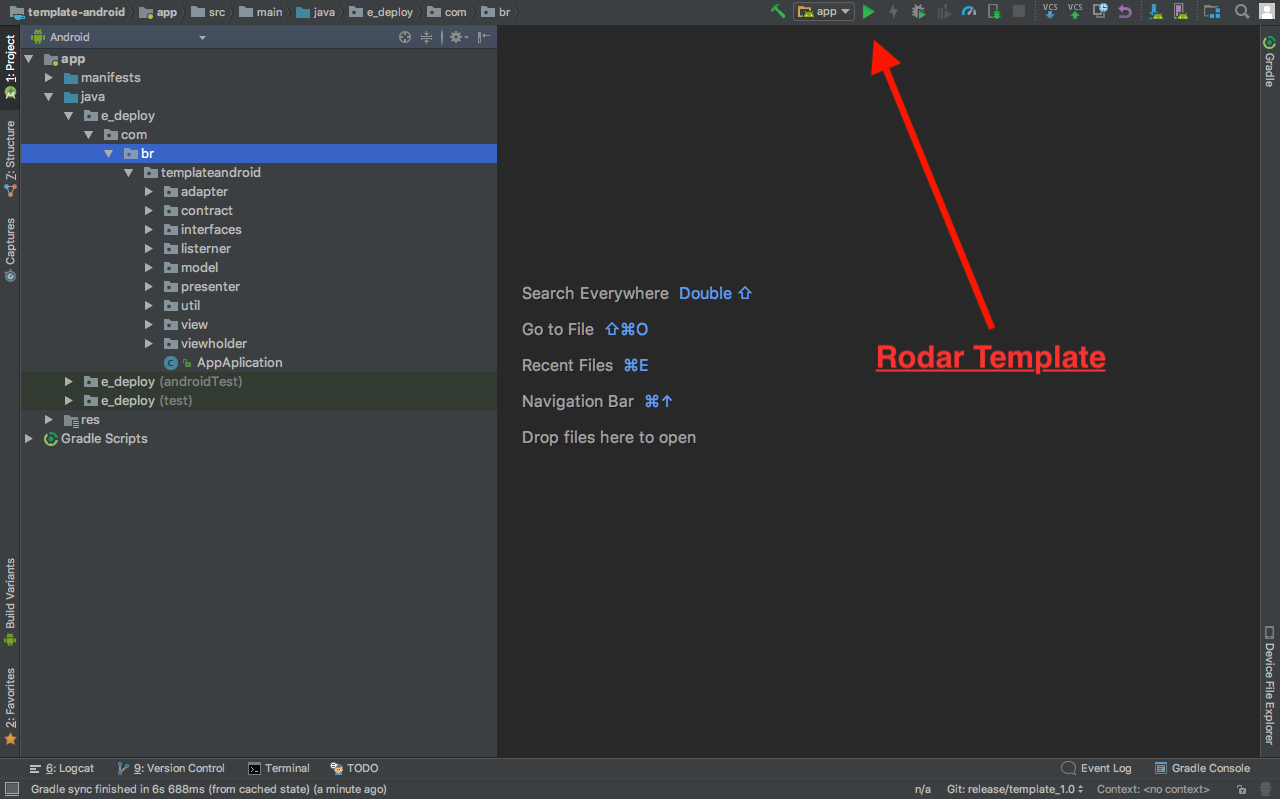 template-android app src main java e_deploy com br
app
VCS VCS
1: Project
Android
Gradle
app
manifests
java
e_deploy
com
br
templateandroid
adapter
contract
interfaces
listerner
model
presenter
util
view
viewholder
C AppAplication
e_deploy (androidTest)
e_deploy (test)
res
Gradle Scripts
Z: Structure
Captures
Build Variants
2: Favorites
Search Everywhere Double ⇧
Go to File ⇧⌘O
Recent Files ⌘E
Navigation Bar ⌘↑
Drop files here to open
Rodar Template
Device File Explorer
6: Logcat 9: Version Control Terminal TODO Event Log Gradle Console
Gradle sync finished in 6s 688ms (from cached state) (a minute ago) n/a Git: release/template_1.0 Context: <no context>